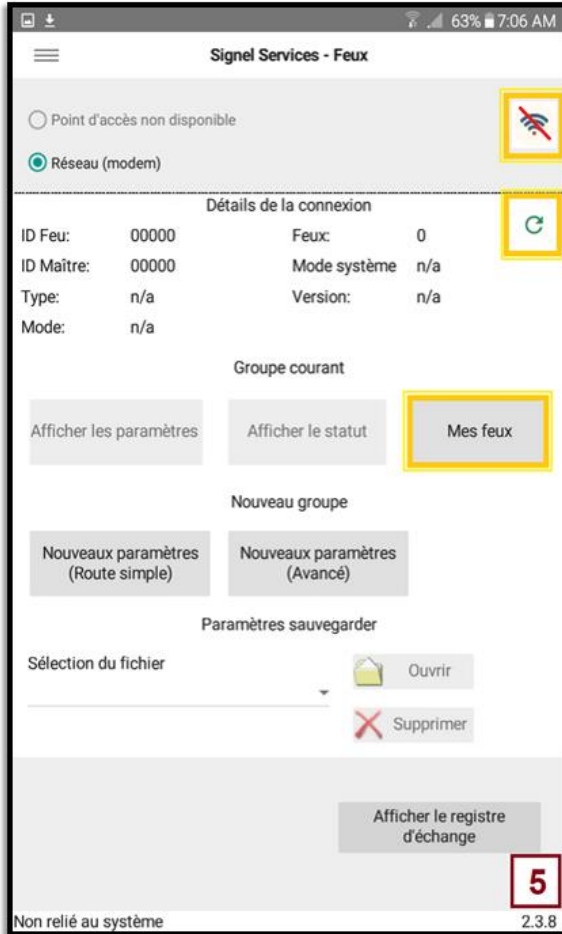 63% 7:06 AM
Signel Services - Feux
Point d'accès non disponible
Réseau (modem)
Détails de la connexion
ID Feu: 00000 Feux: 0
ID Maître: 00000 Mode système n/a
Type: n/a Version: n/a
Mode: n/a
Groupe courant
Afficher les paramètres Afficher le statut Mes feux
Nouveau groupe
Nouveaux paramètres Nouveaux paramètres
(Route simple) (Avancé)
Paramètres sauvegarder
Sélection du fichier Ouvrir
Supprimer
Afficher le registre
d'échange
5
Non relié au système 2.3.8